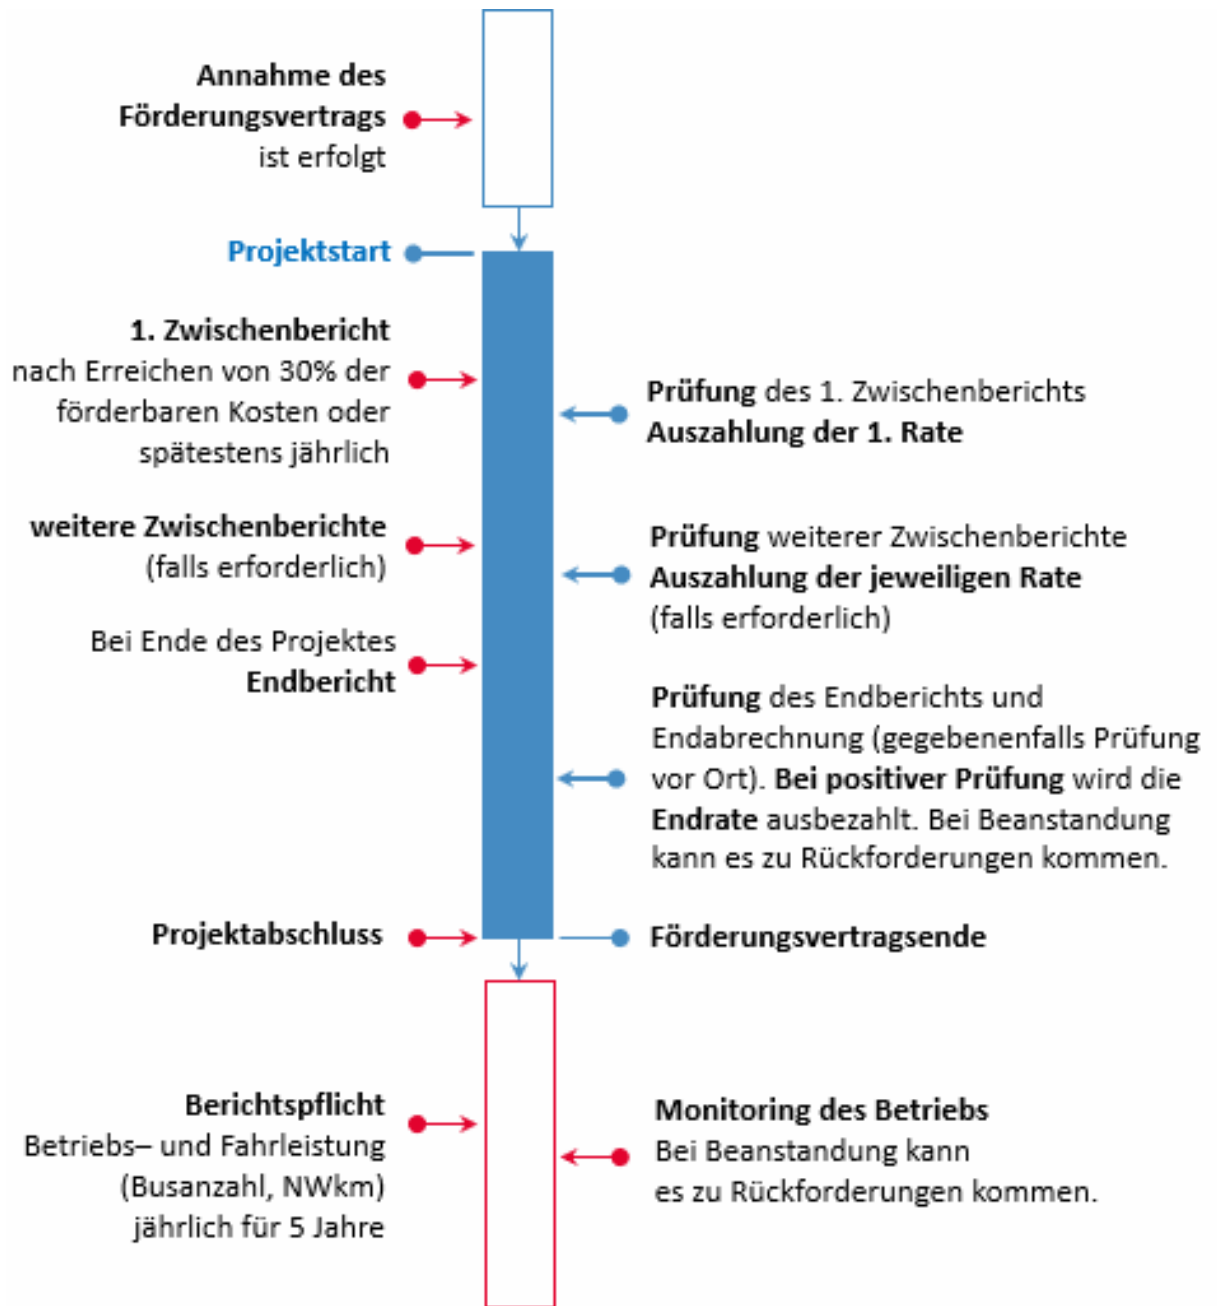 Annahme des
Förderungsvertrags
ist erfolgt
Projektstart
1. Zwischenbericht
nach Erreichen von 30% der
förderbaren Kosten oder
spätestens jährlich
Prüfung des 1. Zwischenberichts
Auszahlung der 1. Rate
weitere Zwischenberichte
(falls erforderlich)
Prüfung weiterer Zwischenberichte
Auszahlung der jeweiligen Rate
(falls erforderlich)
Bei Ende des Projektes
Endbericht
Prüfung des Endberichts und
Endabrechnung (gegebenenfalls Prüfung
vor Ort). Bei positiver Prüfung wird die
Endrate ausbezahlt. Bei Beanstandung
kann es zu Rückforderungen kommen.
Projektabschluss
Förderungsvertragsende
Berichtspflicht
Betriebs– und Fahrleistung
(Busanzahl, NWkm)
jährlich für 5 Jahre
Monitoring des Betriebs
Bei Beanstandung kann
es zu Rückforderungen kommen.